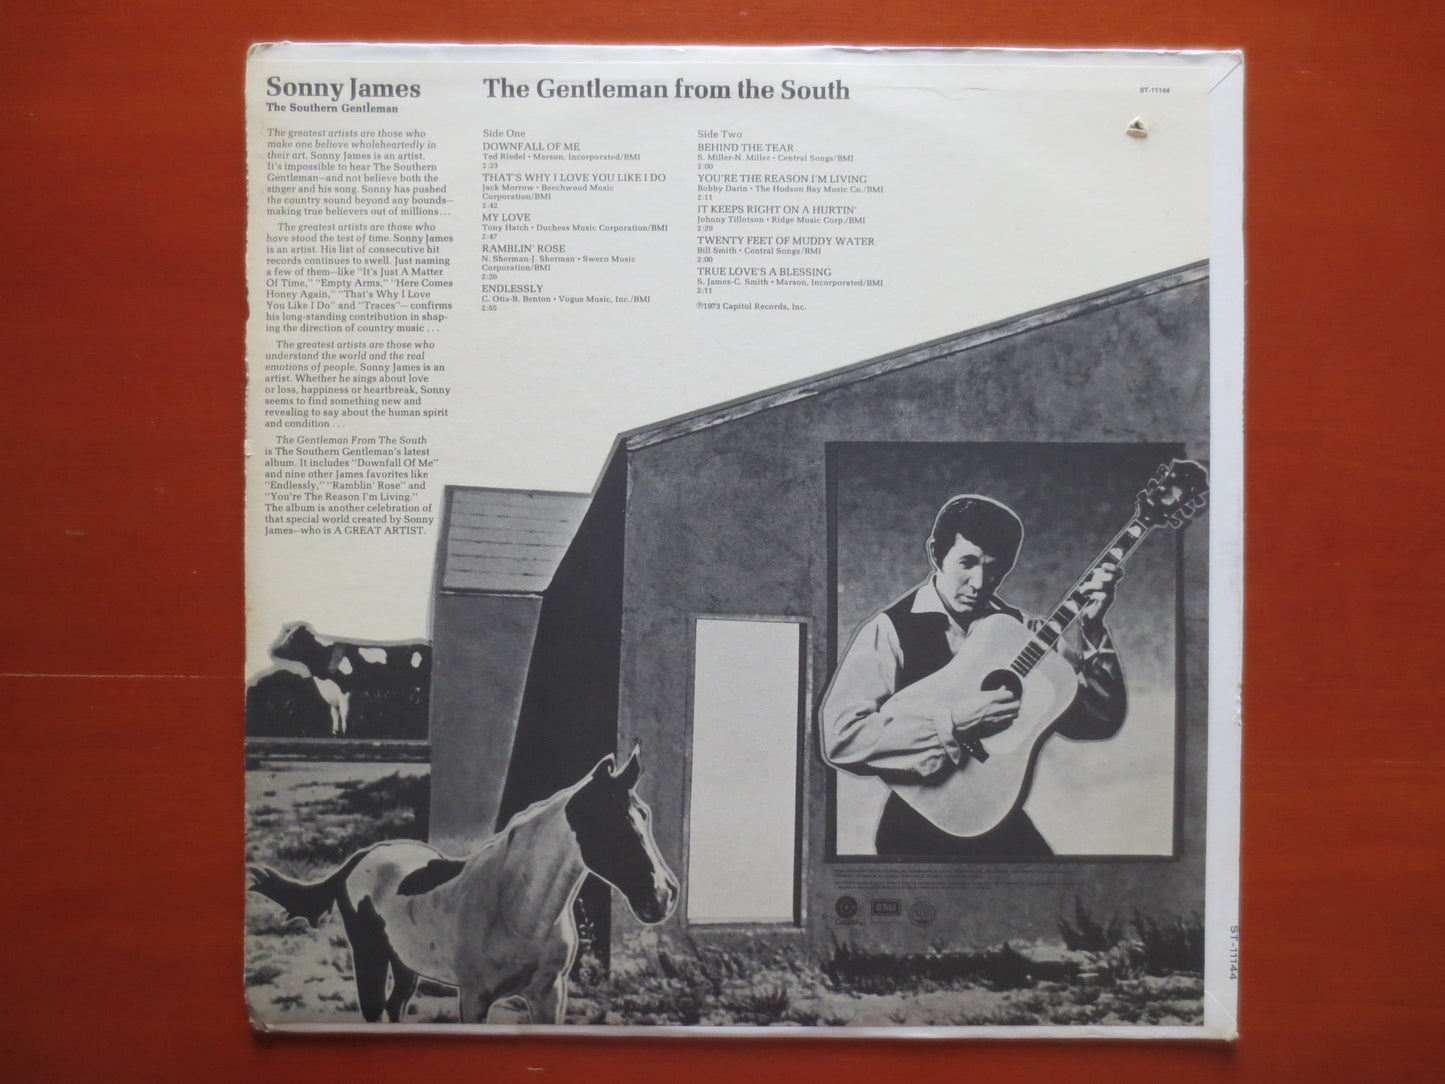 Sonny James
The Southern Gentleman
The greatest artists are those who
make one believe wholeheartedly in
their art. Sonny James is an artist.
It's impossible to hear The Southern
Gentleman—and not believe both the
singer and his song. Sonny has pushed
the country sound beyond any bounds—
making true believers out of millions...
The greatest artists are those who
have stood the test of time. Sonny James
is an artist. His list of consecutive hit
records continues to swell. Just naming
a few of them—like "It's Just A Matter
Of Time," "Empty Arms," "Here Comes
Honey Again," "That's Why I Love
You Like I Do" and "Traces"— confirms
his long-standing contribution in shap-
ing the direction of country music...
The greatest artists are those who
understand the world and the real
emotions of people. Sonny James is an
artist. Whether he sings about love
or loss, happiness or heartbreak, Sonny
seems to find something new and
revealing to say about the human spirit
and condition...
The Gentleman From The South
is The Southern Gentleman's latest
album. It includes "Downfall Of Me"
and nine other James favorites like
"Endlessly," "Ramblin' Rose" and
"You're The Reason I'm Living."
The album is another celebration of
that special world created by Sonny
James—who is A GREAT ARTIST.
The Gentleman from the South
ST-11144
Side One
DOWNFALL OF ME
Ted Riedel • Marson, Incorporated/BMI
2:23
THAT'S WHY I LOVE YOU LIKE I DO
Jack Morrow • Beechwood Music
Corporation/BMI
2:42
MY LOVE
Tony Hatch • Duchess Music Corporation/BMI
2:47
RAMBLIN' ROSE
N. Sherman-J. Sherman • Sweco Music
Corporation/BMI
2:26
ENDLESSLY
C. Otis-B. Benton • Vogue Music, Inc./BMI
2:55
Side Two
BEHIND THE TEAR
S. Miller-N. Miller • Central Songs/BMI
2:00
YOU'RE THE REASON I'M LIVING
Bobby Darin • The Hudson Bay Music Co./BMI
2:11
IT KEEPS RIGHT ON A HURTIN'
Johnny Tillotson • Ridge Music Corp./BMI
2:29
TWENTY FEET OF MUDDY WATER
Bill Smith • Central Songs/BMI
2:00
TRUE LOVE'S A BLESSING
S. James-C. Smith • Marson, Incorporated/BMI
2:11
℗1973 Capitol Records, Inc.
Capitol
EMI
ST-11144